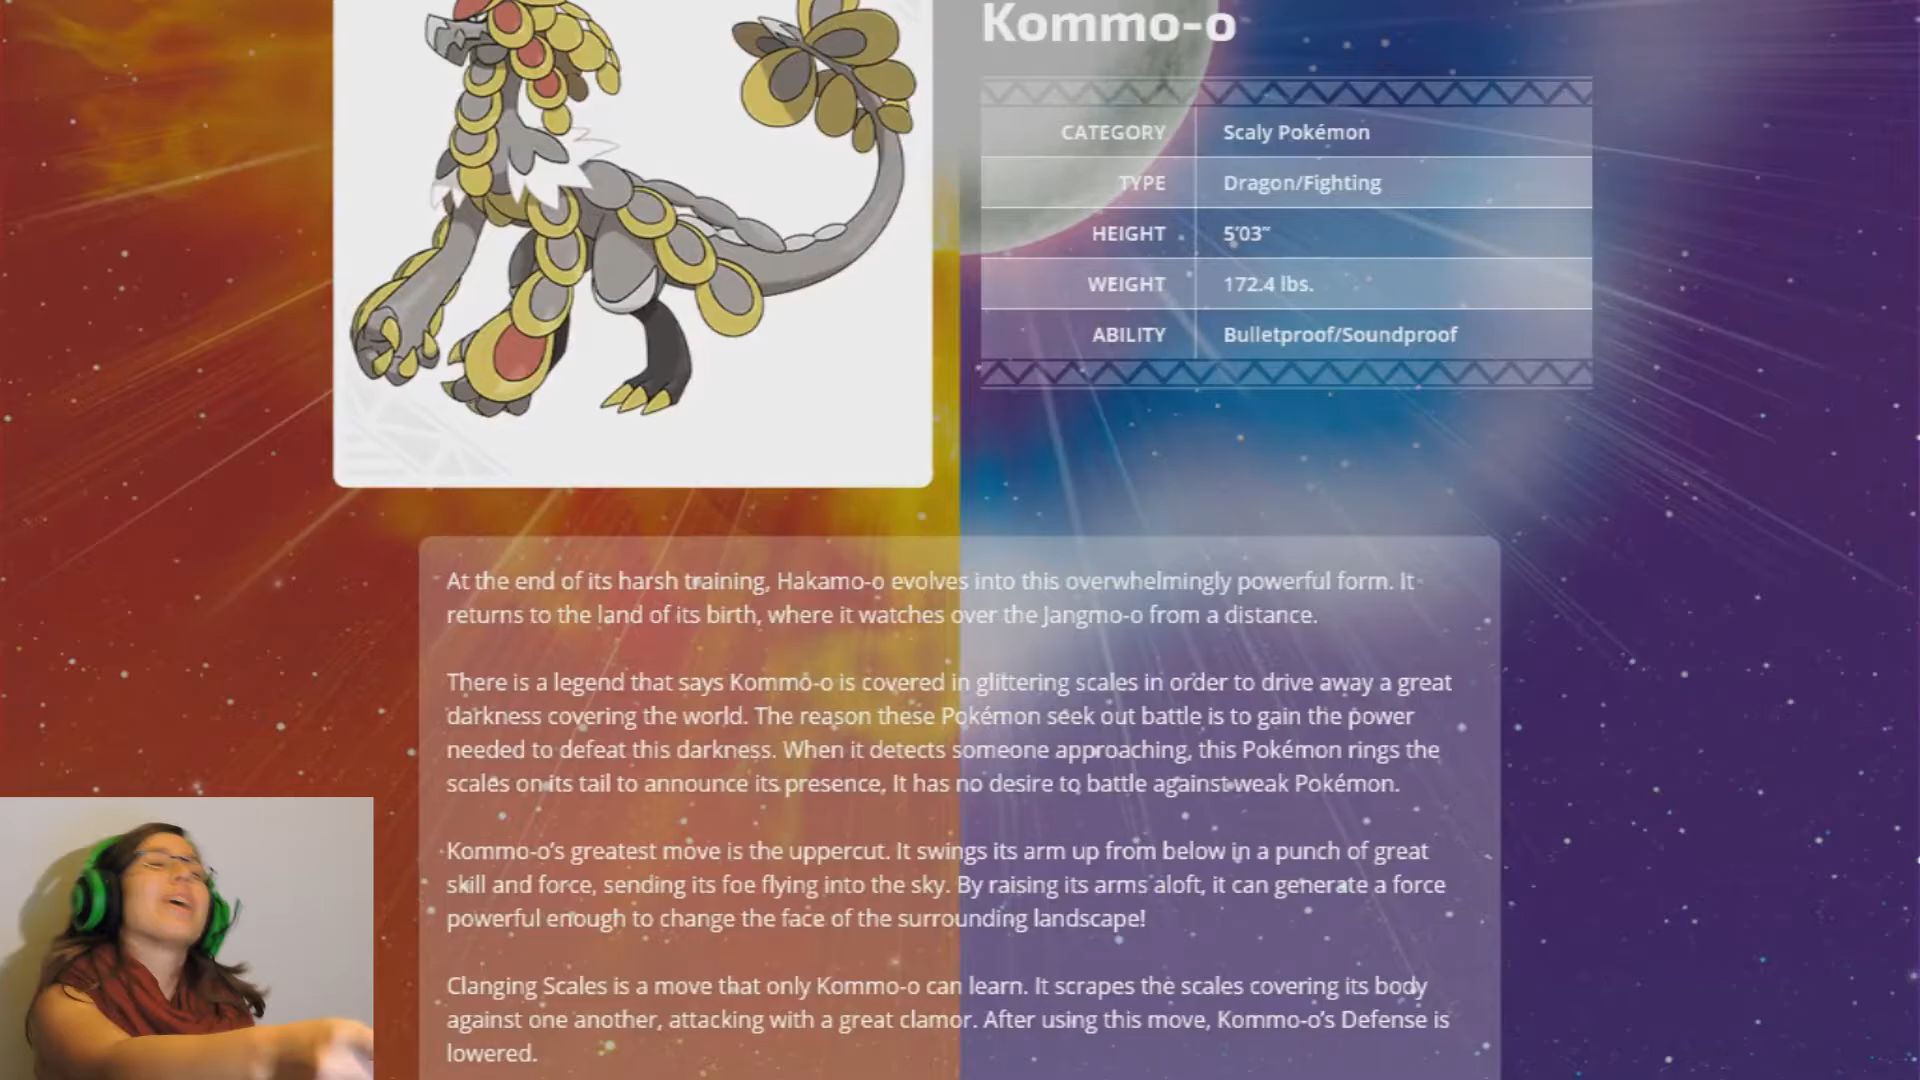 Kommo-o
CATEGORY Scaly Pokémon
TYPE Dragon/Fighting
HEIGHT 5'03"
WEIGHT 172.4 lbs.
ABILITY Bulletproof/Soundproof
At the end of its harsh training, Hakamo-o evolves into this overwhelmingly powerful form. It
returns to the land of its birth, where it watches over the Jangmo-o from a distance.
There is a legend that says Kommo-o is covered in glittering scales in order to drive away a great
darkness covering the world. The reason these Pokémon seek out battle is to gain the power
needed to defeat this darkness. When it detects someone approaching, this Pokémon rings the
scales on its tail to announce its presence. It has no desire to battle against weak Pokémon.
Kommo-o's greatest move is the uppercut. It swings its arm up from below in a punch of great
skill and force, sending its foe flying into the sky. By raising its arms aloft, it can generate a force
powerful enough to change the face of the surrounding landscape!
Clanging Scales is a move that only Kommo-o can learn. It scrapes the scales covering its body
against one another, attacking with a great clamor. After using this move, Kommo-o's Defense is
lowered.